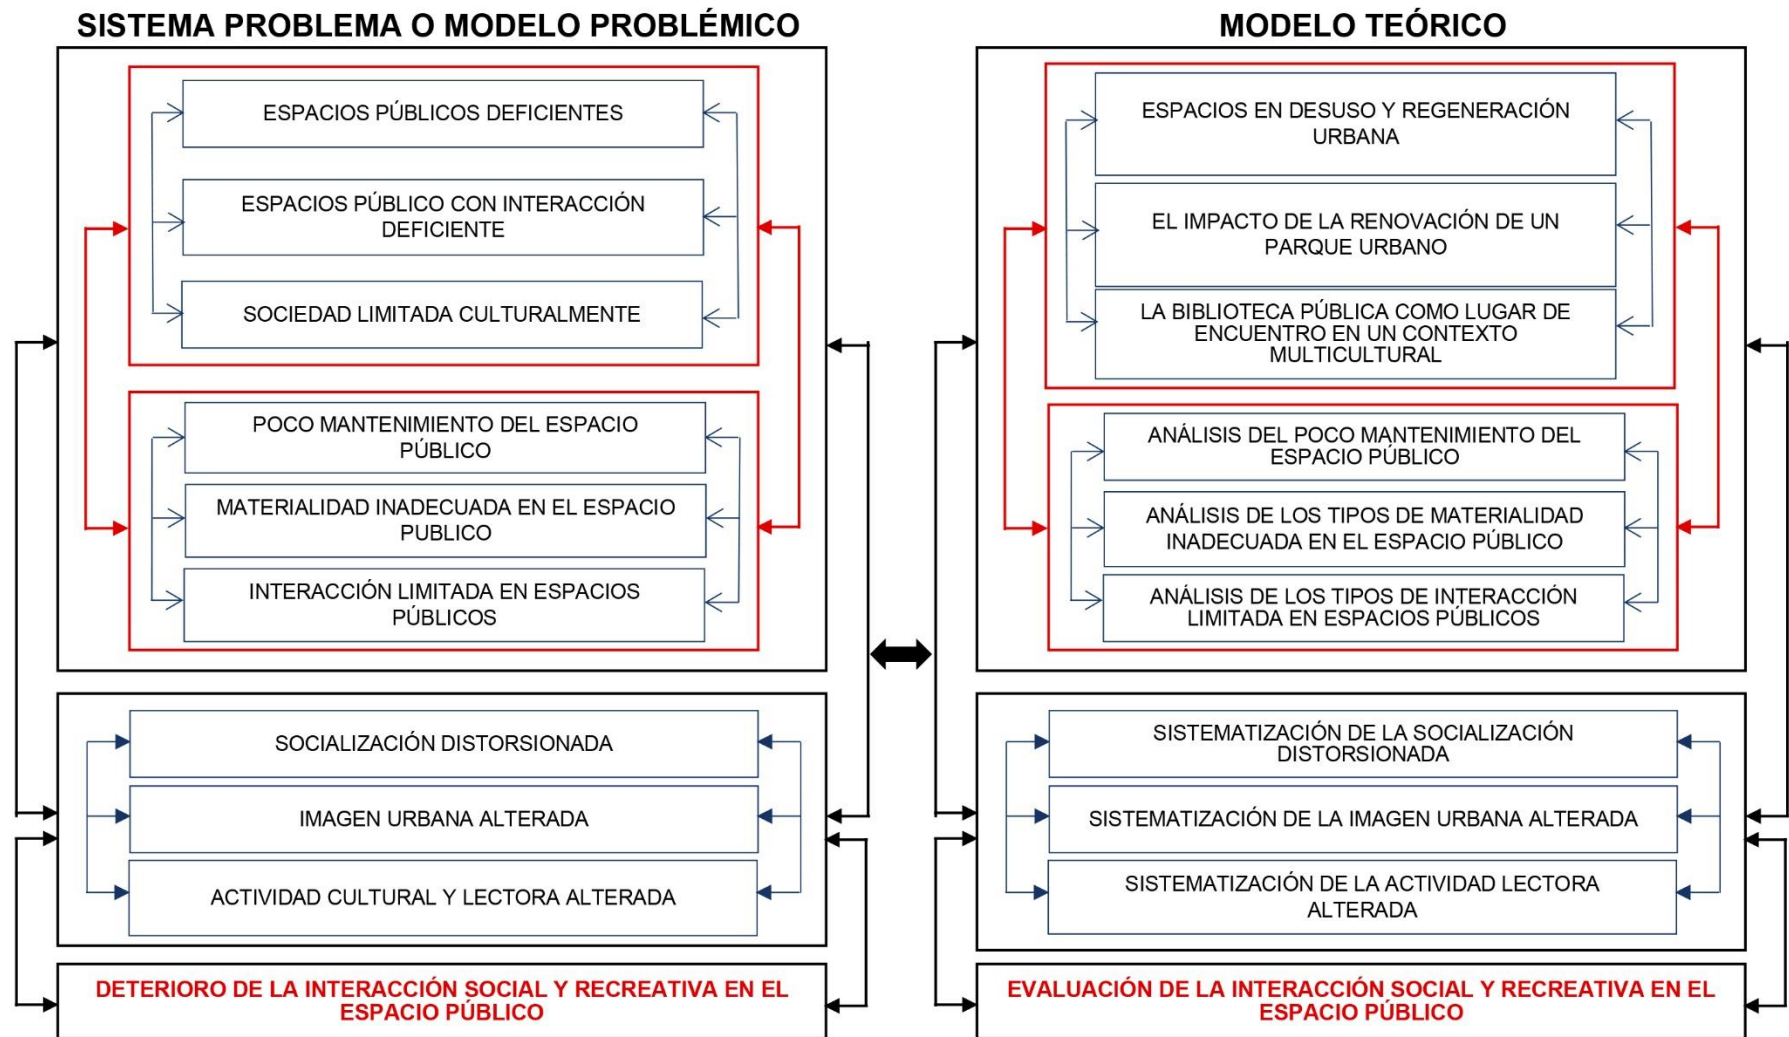 SISTEMA PROBLEMA O MODELO PROBLÉMICO
ESPACIOS PÚBLICOS DEFICIENTES
ESPACIOS PÚBLICO CON INTERACCIÓN
DEFICIENTE
SOCIEDAD LIMITADA CULTURALMENTE
POCO MANTENIMIENTO DEL ESPACIO
PÚBLICO
MATERIALIDAD INADECUADA EN EL ESPACIO
PUBLICO
INTERACCIÓN LIMITADA EN ESPACIOS
PÚBLICOS
SOCIALIZACIÓN DISTORSIONADA
IMAGEN URBANA ALTERADA
ACTIVIDAD CULTURAL Y LECTORA ALTERADA
DETERIORO DE LA INTERACCIÓN SOCIAL Y RECREATIVA EN EL
ESPACIO PÚBLICO
MODELO TEÓRICO
ESPACIOS EN DESUSO Y REGENERACIÓN
URBANA
EL IMPACTO DE LA RENOVACIÓN DE UN
PARQUE URBANO
LA BIBLIOTECA PÚBLICA COMO LUGAR DE
ENCUENTRO EN UN CONTEXTO
MULTICULTURAL
ANÁLISIS DEL POCO MANTENIMIENTO DEL
ESPACIO PÚBLICO
ANÁLISIS DE LOS TIPOS DE MATERIALIDAD
INADECUADA EN EL ESPACIO PÚBLICO
ANÁLISIS DE LOS TIPOS DE INTERACCIÓN
LIMITADA EN ESPACIOS PÚBLICOS
SISTEMATIZACIÓN DE LA SOCIALIZACIÓN
DISTORSIONADA
SISTEMATIZACIÓN DE LA IMAGEN URBANA ALTERADA
SISTEMATIZACIÓN DE LA ACTIVIDAD LECTORA
ALTERADA
EVALUACIÓN DE LA INTERACCIÓN SOCIAL Y RECREATIVA EN EL
ESPACIO PÚBLICO